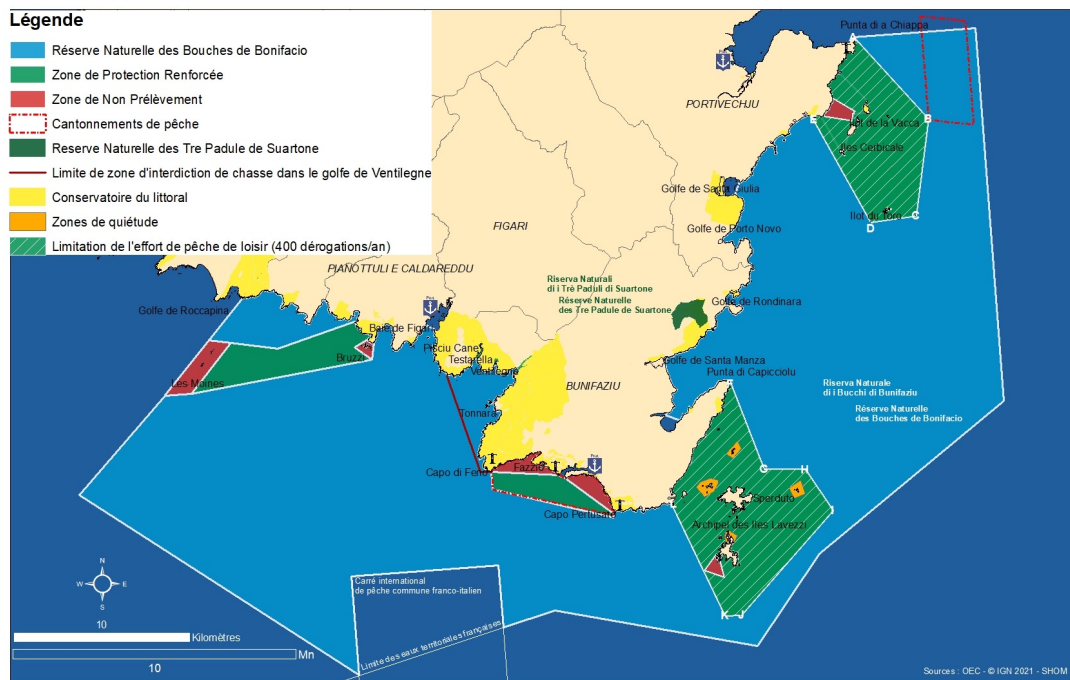 Légende
Réserve Naturelle des Bouches de Bonifacio
Zone de Protection Renforcée
Zone de Non Prélèvement
Cantonnements de pêche
Reserve Naturelle des Tre Padule de Suartone
Limite de zone d'interdiction de chasse dans le golfe de Ventilegne
Conservatoire du littoral
Zones de quiétude
Limitation de l'effort de pêche de loisir (400 dérogations/an)
Punta di a Chiappa
A
PORTIVECHJU
E
B
Ilot de la Vacca
Iles Cerbicale
Golfe de Santa Giulia
Ilot du Toro
C
D
Golfe de Porto Novo
FIGARI
PIANOTTULI E CALDAREDDU
Riserva Naturali
di i Trè Paduli di Suartone
Réserve Naturelle
des Tre Padule de Suartone
Golfe de Rondinara
Golfe de Roccapina
Baie de Figari
Bruzzi
Les Moines
Pisciu Cane
Testarella
Ventilegne
Golfe de Santa Manza
Punta di Capicciolu
BUNIFAZIU
Riserva Naturale
di i Bucchi di Bunifaziu
Réserve Naturelle
des Bouches de Bonifacio
Tonnara
F
Capo di Fenu
Fazzio
G
H
Sperduto
L
I
Capo Pertusato
Archipel des Iles Lavezzi
K
J
N
W
E
S
Carré international
de pêche commune franco-italien
Limite des eaux territoriales françaises
10
Kilomètres
Mn
10
Sources : OEC - © IGN 2021 - SHOM